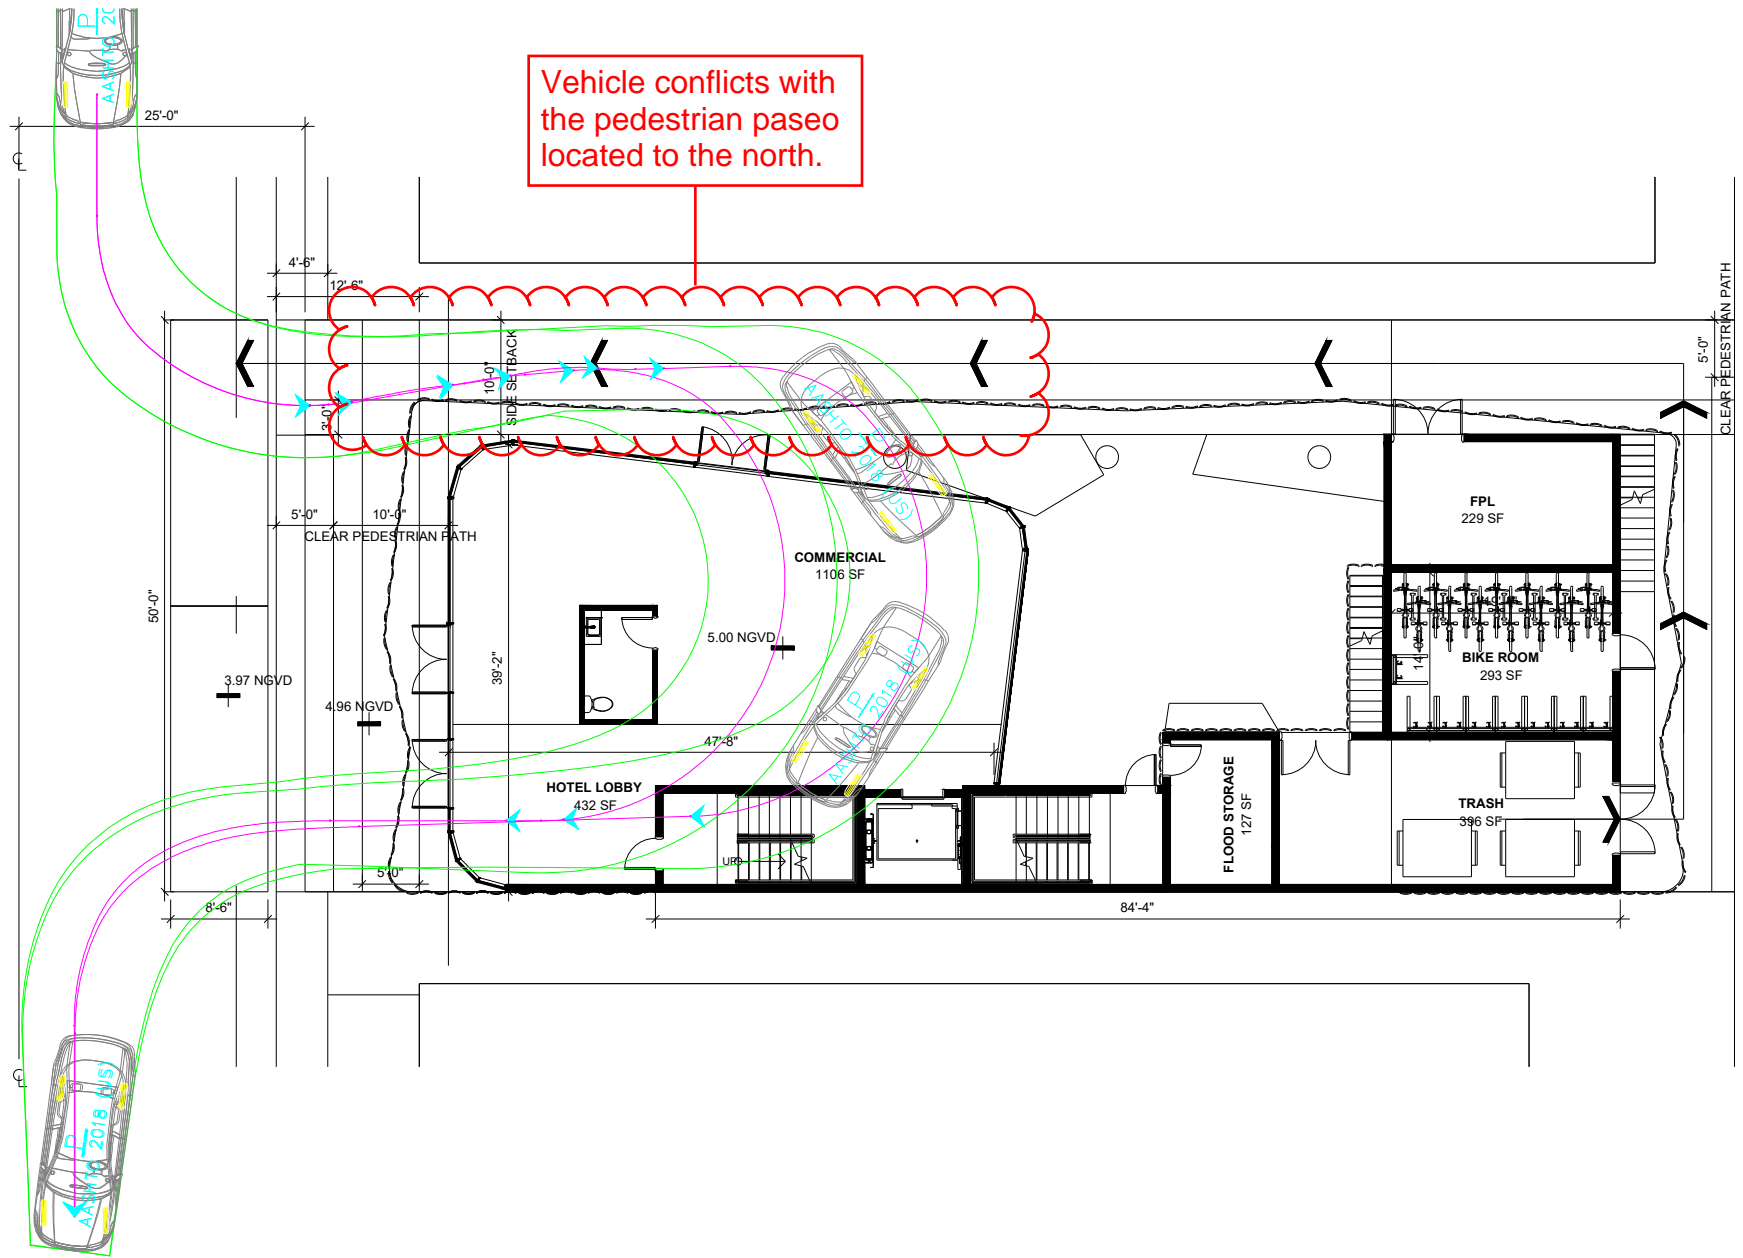 P
AASHTO 20
25'-0"
Vehicle conflicts with
the pedestrian paseo
located to the north.
℄
4'-6"
12'-6"
SIDE SETBACK
10'-0"
3'-0"
5'-0"
CLEAR PEDESTRIAN PATH
P
AASHTO 2018 (US)
5'-0"
10'-0"
CLEAR PEDESTRIAN PATH
FPL
229 SF
COMMERCIAL
1106 SF
50'-0"
39'-2"
5.00 NGVD
3.97 NGVD
4.96 NGVD
14'-0"
BIKE ROOM
293 SF
P
AASHTO 2018 (US)
47'-8"
HOTEL LOBBY
432 SF
FLOOD STORAGE
127 SF
TRASH
396 SF
UP
5'-0"
8'-6"
84'-4"
℄
P
AASHTO 2018 (US)